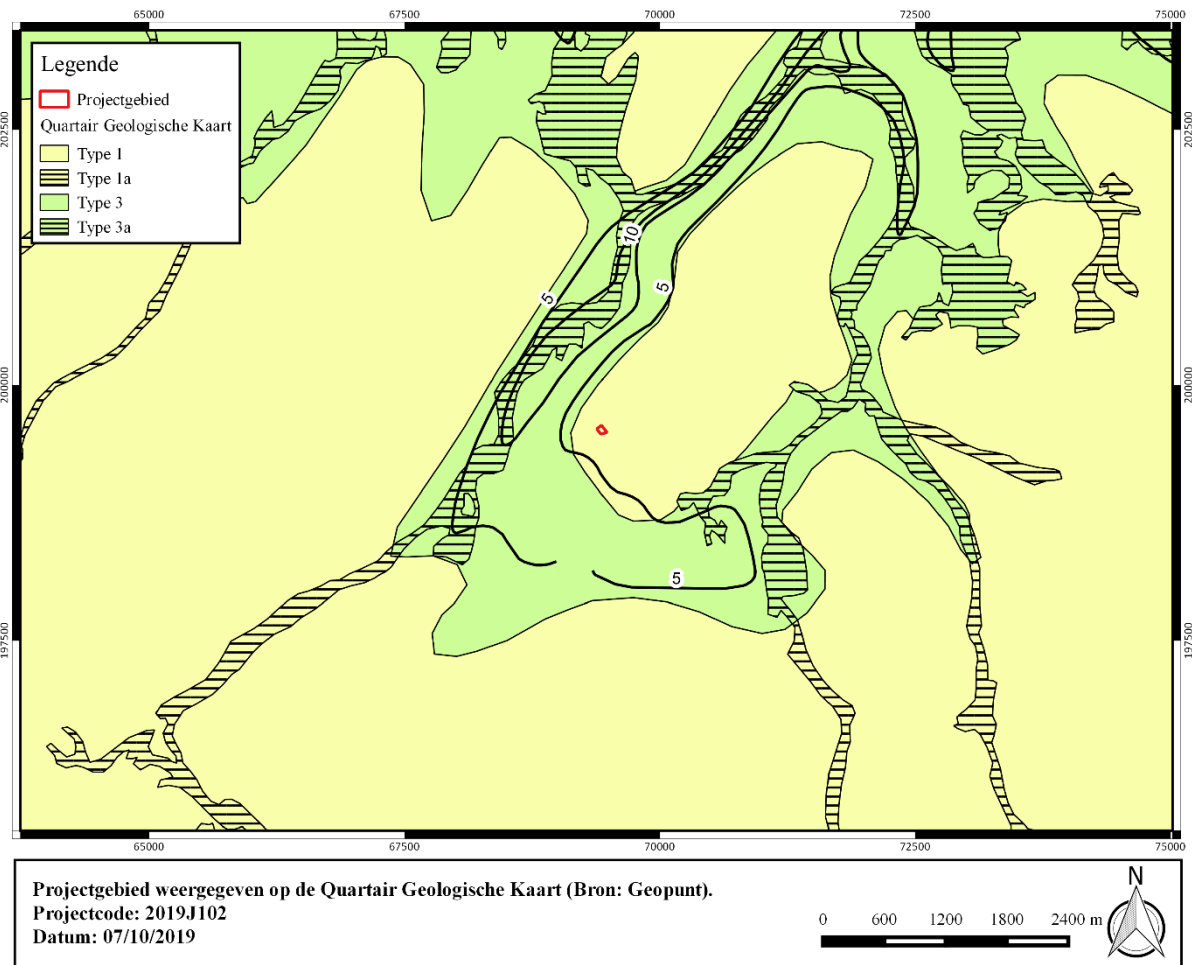 65000 67500 70000 72500 75000
Legende
Projectgebied
Quartair Geologische Kaart
Type 1
Type 1a
Type 3
Type 3a
202500 202500
10
5 5
200000 200000
5
197500 197500
65000 67500 70000 72500 75000
Projectgebied weergegeven op de Quartair Geologische Kaart (Bron: Geopunt).
Projectcode: 2019J102
Datum: 07/10/2019
0 600 1200 1800 2400 m
N